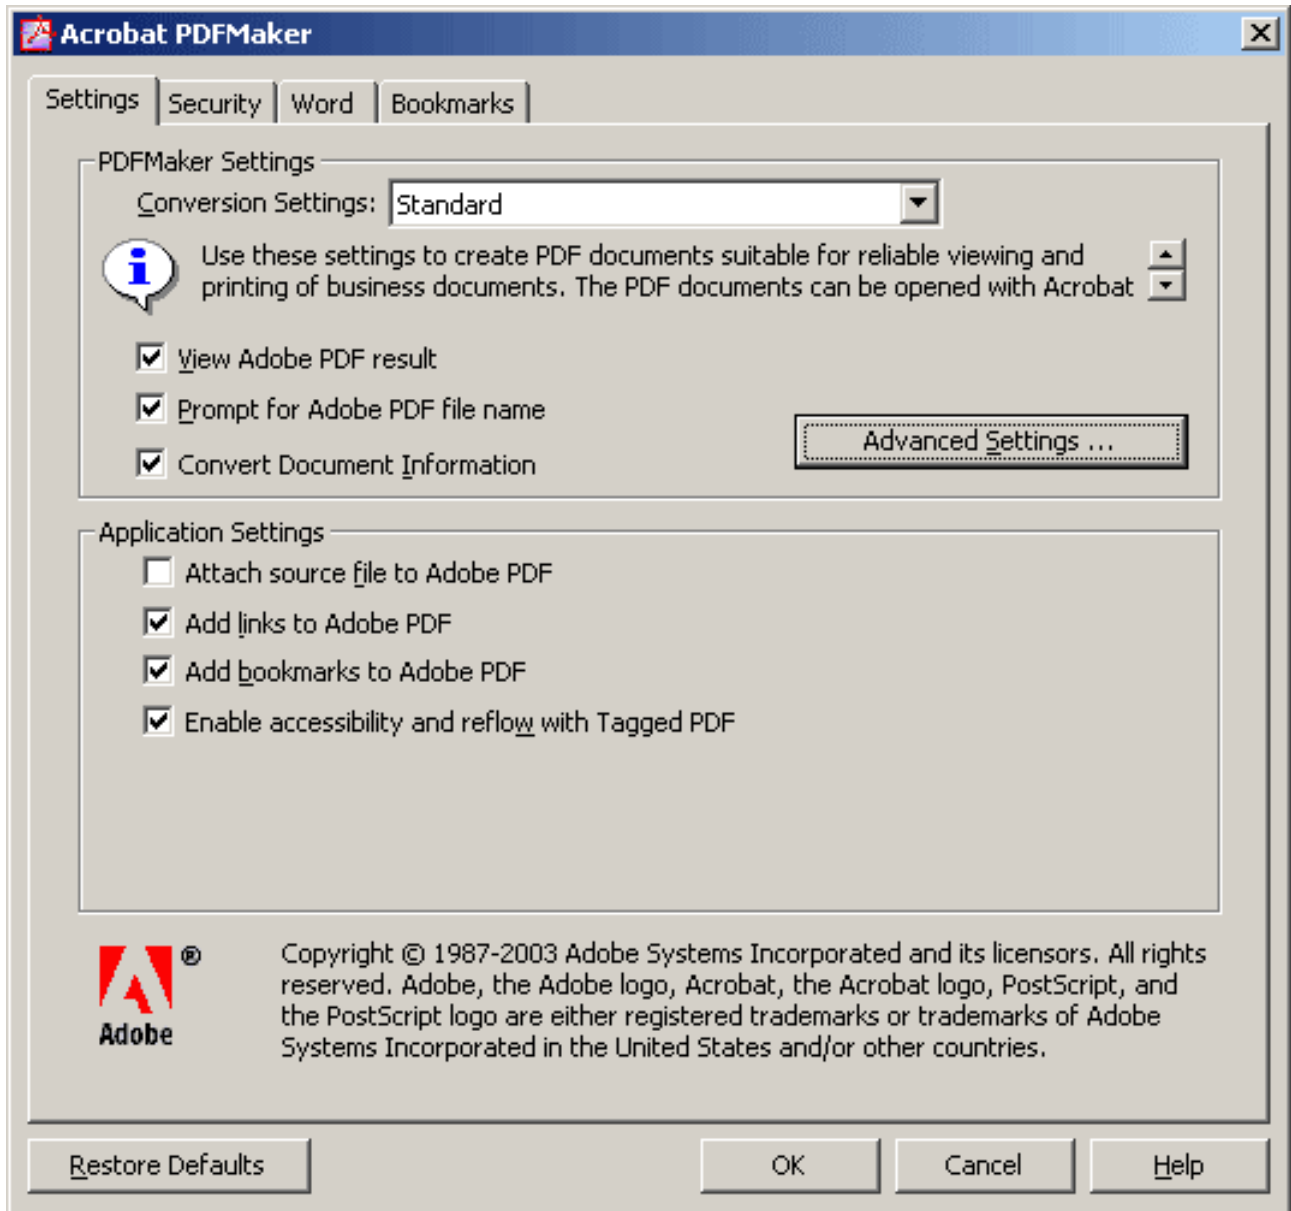 Acrobat PDFMaker
Settings Security Word Bookmarks
PDFMaker Settings
Conversion Settings: Standard
Use these settings to create PDF documents suitable for reliable viewing and
printing of business documents. The PDF documents can be opened with Acrobat
View Adobe PDF result
Prompt for Adobe PDF file name
Advanced Settings ...
Convert Document Information
Application Settings
Attach source file to Adobe PDF
Add links to Adobe PDF
Add bookmarks to Adobe PDF
Enable accessibility and reflow with Tagged PDF
® Adobe
Copyright © 1987-2003 Adobe Systems Incorporated and its licensors. All rights
reserved. Adobe, the Adobe logo, Acrobat, the Acrobat logo, PostScript, and
the PostScript logo are either registered trademarks or trademarks of Adobe
Systems Incorporated in the United States and/or other countries.
Restore Defaults OK Cancel Help